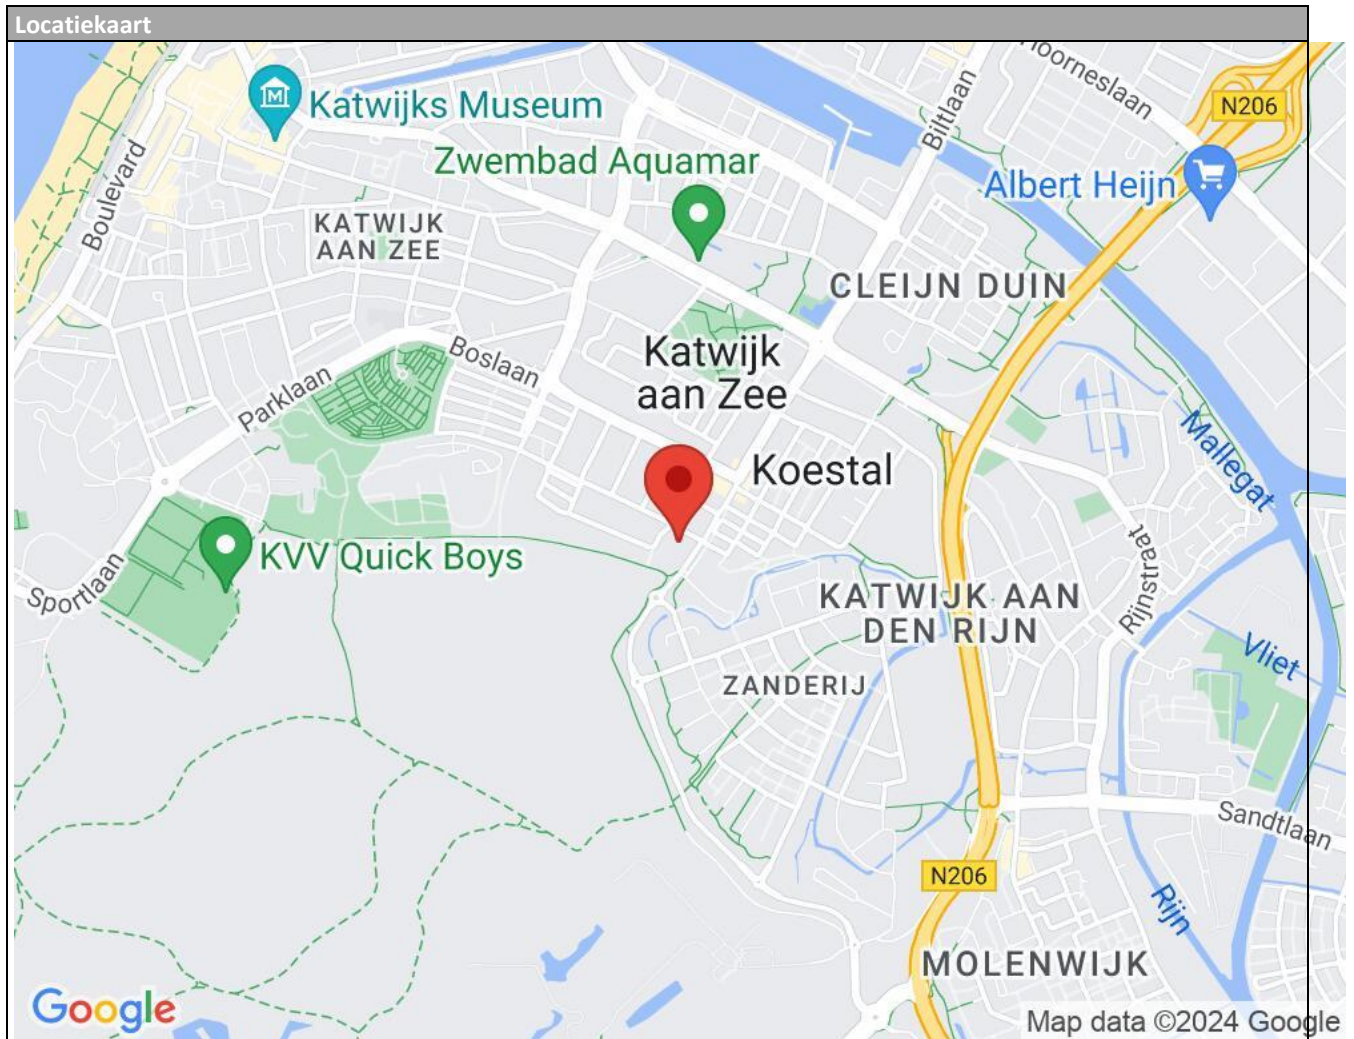 Locatiekaart
Hoorneslaan
N206
Katwijks Museum
Biltlaan
Zwembad Aquamar
Albert Heijn
Boulevard
KATWIJK
AAN ZEE
CLEIJN DUIN
Katwijk
aan Zee
Boslaan
Parklaan
Mallegat
Koestal
KVV Quick Boys
Sportlaan
Rijnstraat
KATWIJK AAN
DEN RIJN
Vliet
ZANDERIJ
Sandtlaan
N206
Rijn
MOLENWIJK
Google
Map data ©2024 Google